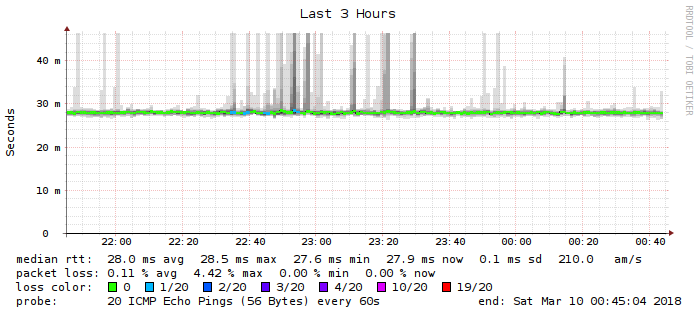 Last 3 Hours
RRDTOOL / TOBI OETIKER
Seconds
40 m
30 m
20 m
10 m
0
22:00 22:20 22:40 23:00 23:20 23:40 00:00 00:20 00:40
median rtt: 28.0 ms avg 28.5 ms max 27.6 ms min 27.9 ms now 0.1 ms sd 210.0 am/s
packet loss: 0.11 % avg 4.42 % max 0.00 % min 0.00 % now
loss color: 0 1/20 2/20 3/20 4/20 10/20 19/20
probe: 20 ICMP Echo Pings (56 Bytes) every 60s end: Sat Mar 10 00:45:04 2018